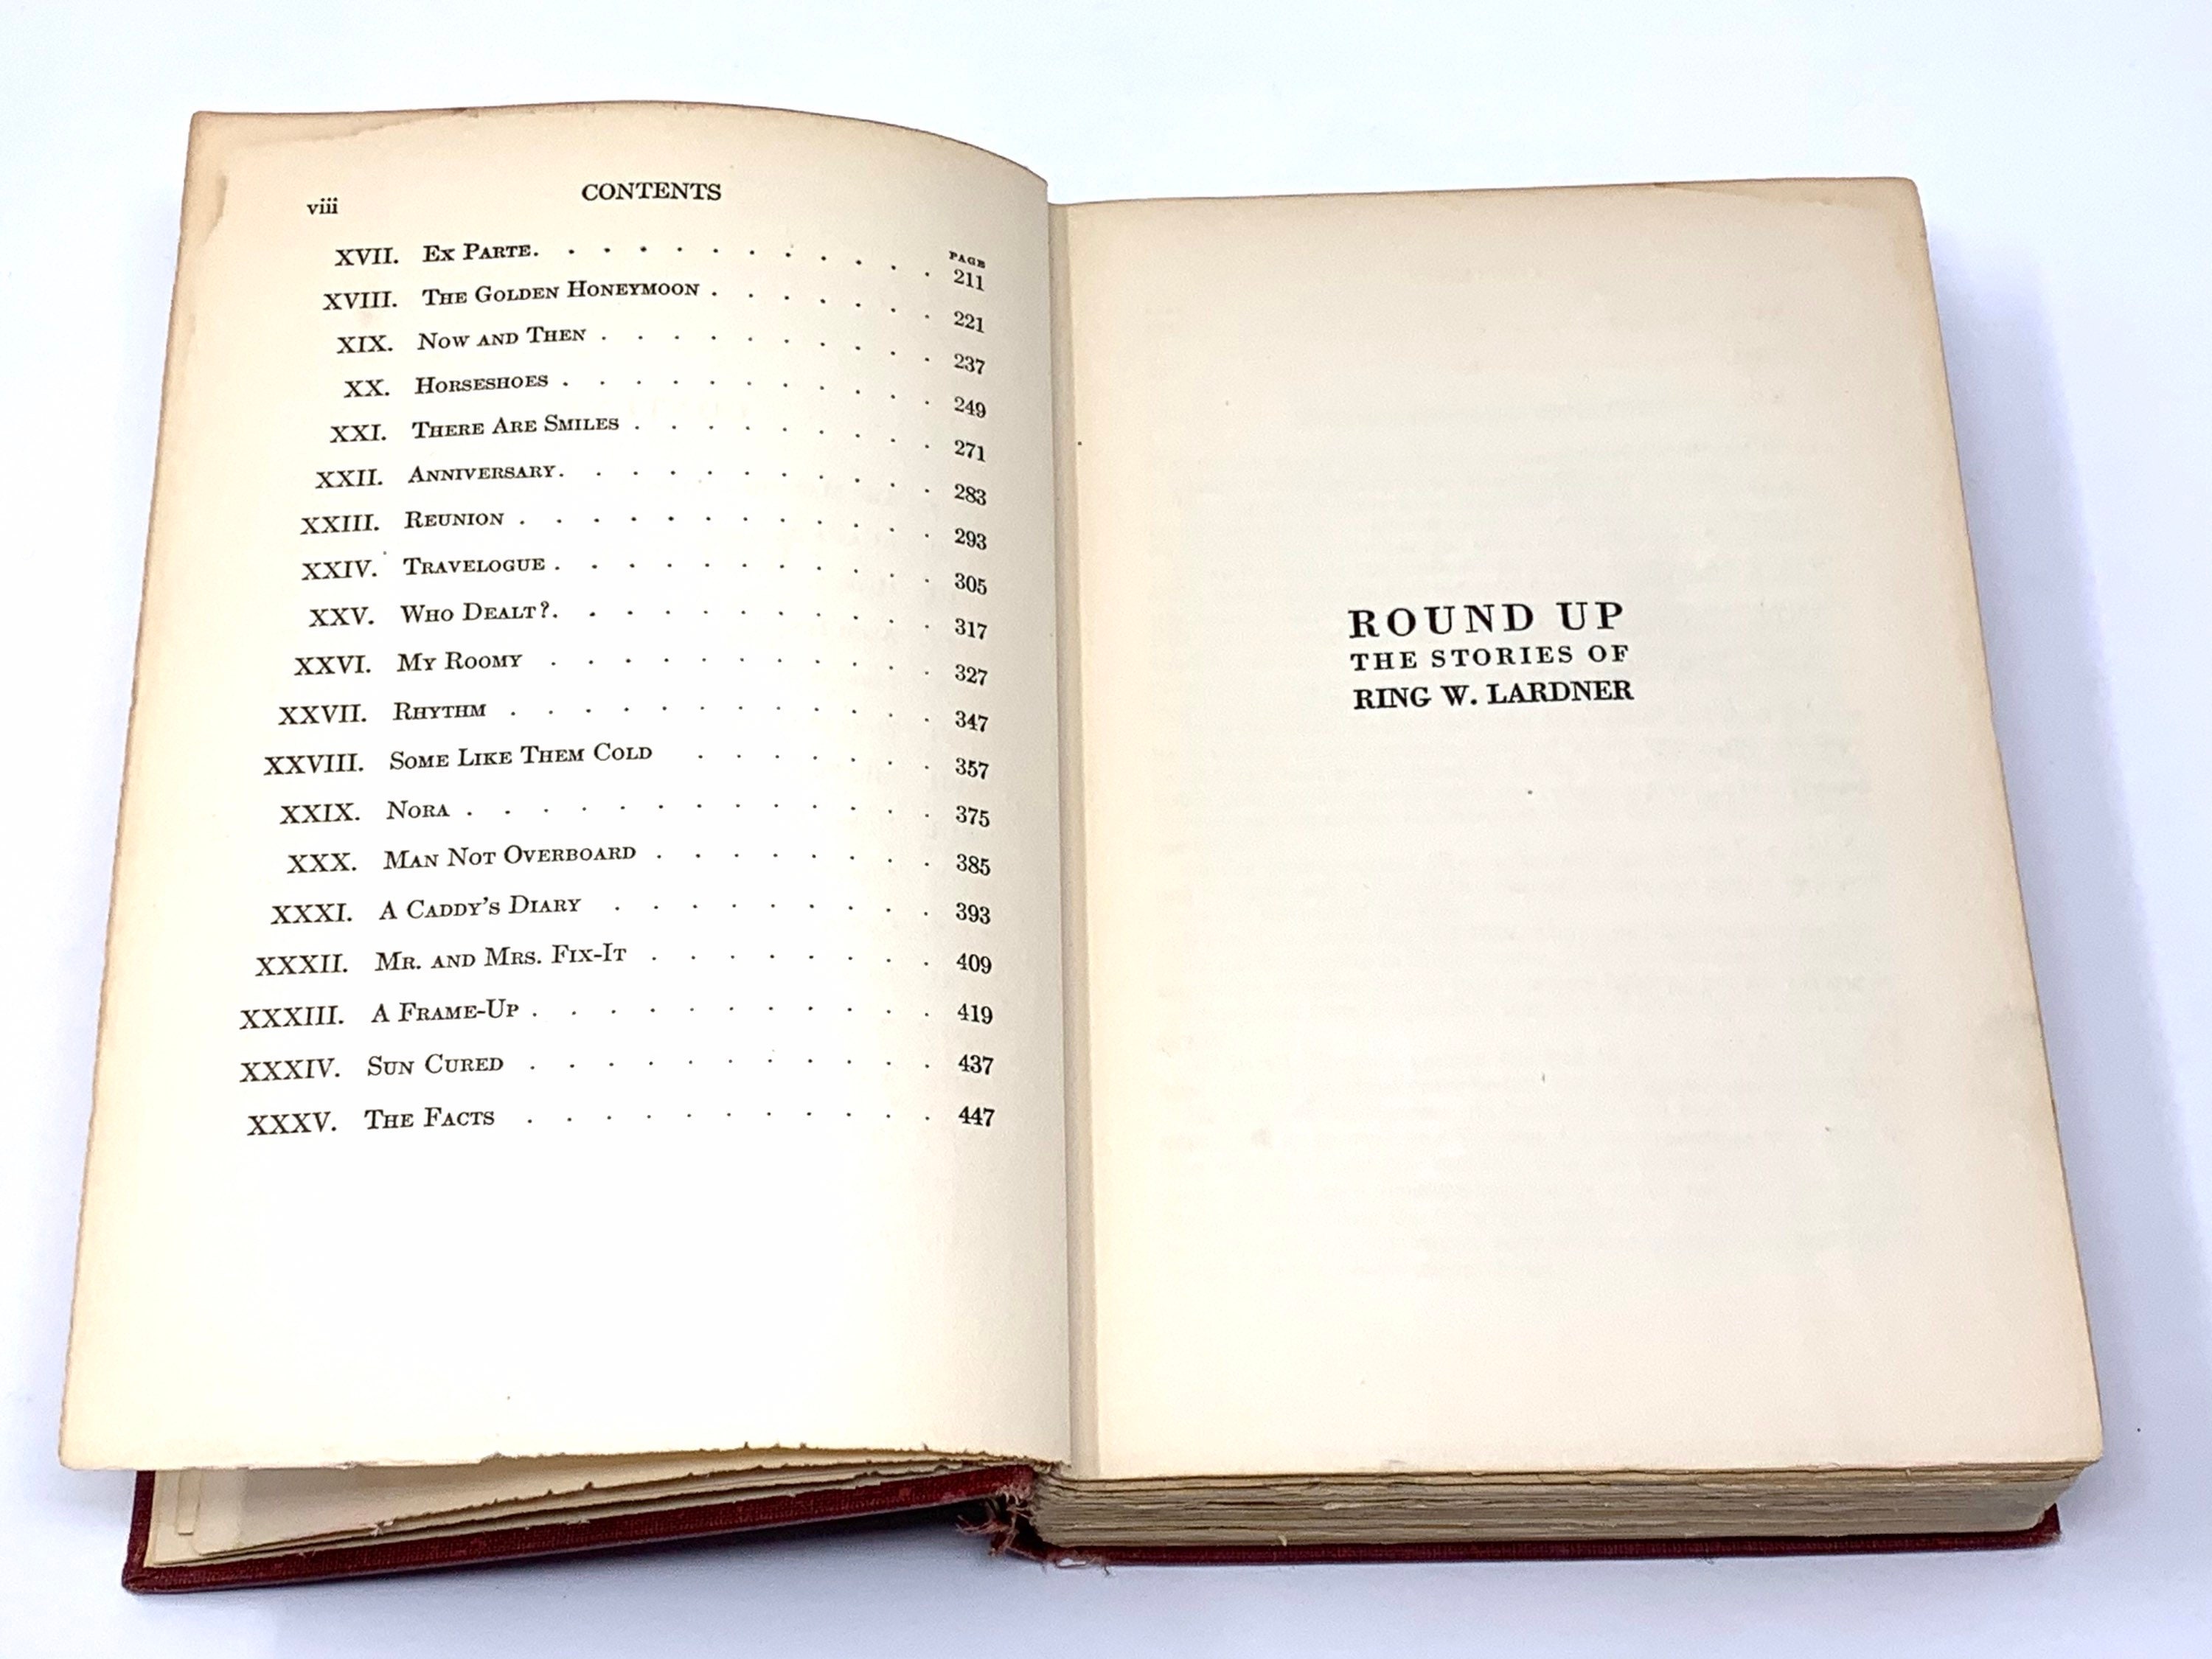 viii CONTENTS
PAGE
XVII. Ex Parte. . . . . . . . . . . . 211
XVIII. The Golden Honeymoon . . . . . . . 221
XIX. Now and Then . . . . . . . . . . 237
XX. Horseshoes . . . . . . . . . . . 249
XXI. There Are Smiles . . . . . . . . . 271
XXII. Anniversary. . . . . . . . . . . 283
XXIII. Reunion . . . . . . . . . . . . 293
XXIV. Travelogue . . . . . . . . . . . 305
XXV. Who Dealt?. . . . . . . . . . . 317
XXVI. My Roomy . . . . . . . . . . . 327
XXVII. Rhythm . . . . . . . . . . . . 347
XXVIII. Some Like Them Cold . . . . . . . 357
XXIX. Nora . . . . . . . . . . . . . 375
XXX. Man Not Overboard . . . . . . . . 385
XXXI. A Caddy's Diary . . . . . . . . . 393
XXXII. Mr. and Mrs. Fix-It . . . . . . . . 409
XXXIII. A Frame-Up . . . . . . . . . . . 419
XXXIV. Sun Cured . . . . . . . . . . . 437
XXXV. The Facts . . . . . . . . . . . 447
ROUND UP
THE STORIES OF
RING W. LARDNER